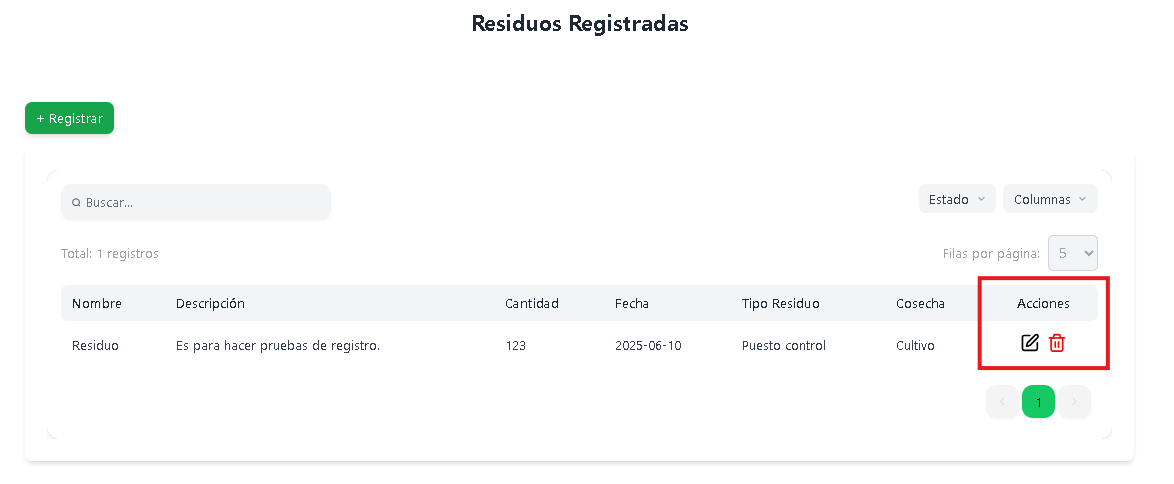 Residuos Registradas
+ Registrar
Buscar...
Estado
Columnas
Total: 1 registros
Filas por página: 5
Nombre Descripción Cantidad Fecha Tipo Residuo Cosecha Acciones
Residuo Es para hacer pruebas de registro. 123 2025-06-10 Puesto control Cultivo
1